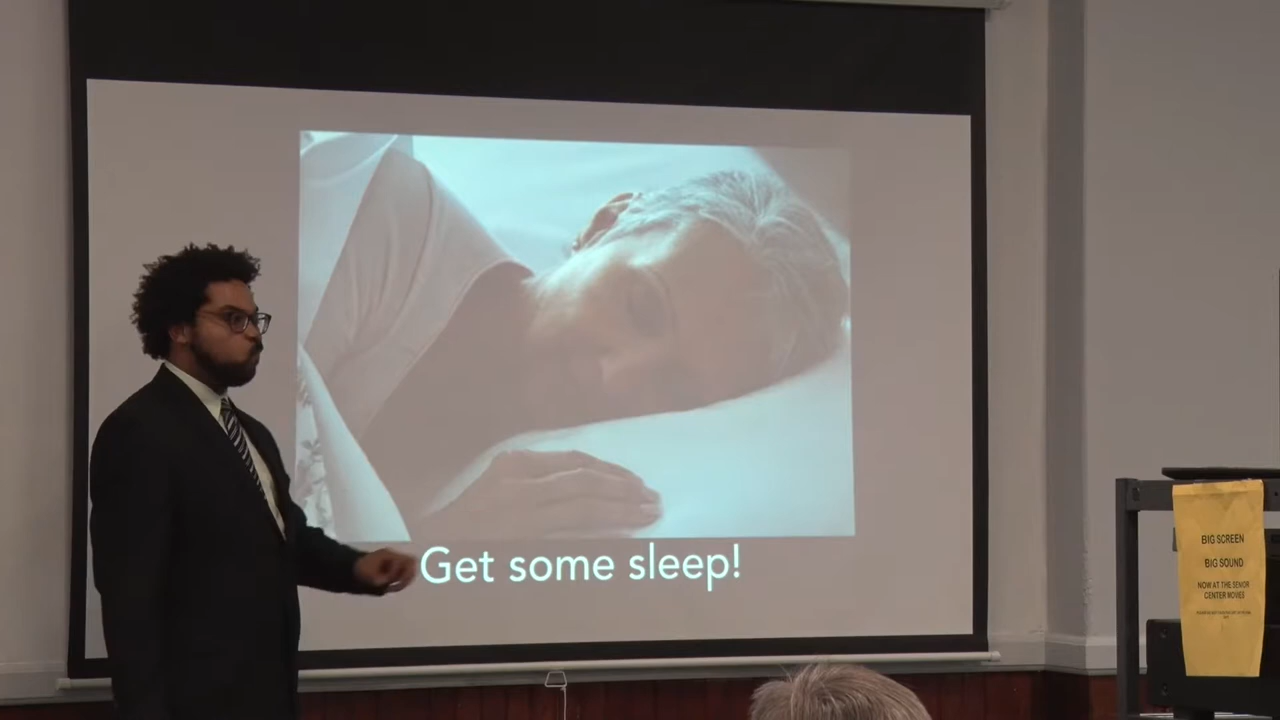 Get some sleep!
BIG SCREEN
BIG SOUND
NOW AT THE SENIOR
CENTER MOVIES